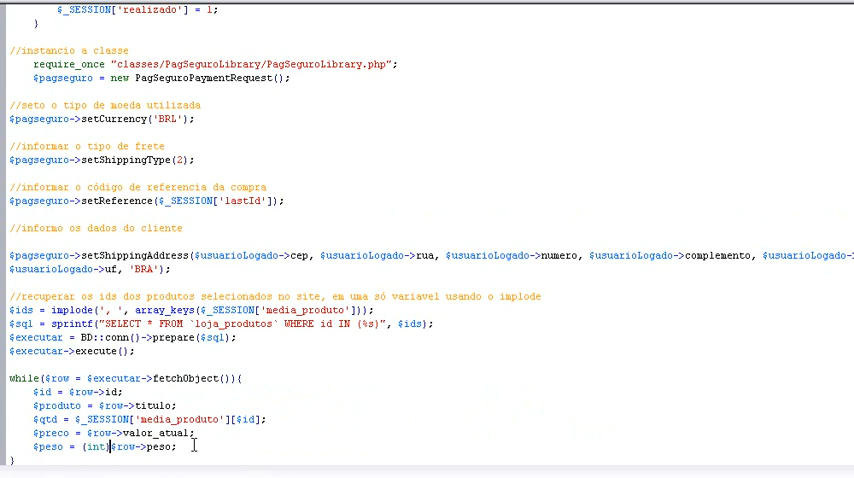 $_SESSION['realizado'] = 1;
}
//instancio a classe
require_once "classes/PagSeguroLibrary/PagSeguroLibrary.php";
$pagseguro = new PagSeguroPaymentRequest();
//seto o tipo de moeda utilizada
$pagseguro->setCurrency('BRL');
//informar o tipo de frete
$pagseguro->setShippingType(2);
//informar o código de referencia da compra
$pagseguro->setReference($_SESSION['lastId']);
//informo os dados do cliente
$pagseguro->setShippingAddress($usuarioLogado->cep, $usuarioLogado->rua, $usuarioLogado->numero, $usuarioLogado->complemento, $usuarioLogado->
$usuarioLogado->uf, 'BRA');
//recuperar os ids dos produtos selecionados no site, em uma só variavel usando o implode
$ids = implode(', ', array_keys($_SESSION['media_produto']));
$sql = sprintf("SELECT * FROM `loja_produtos` WHERE id IN (%s)", $ids);
$executar = BD::conn()->prepare($sql);
$executar->execute();
while($row = $executar->fetchObject()){
$id = $row->id;
$produto = $row->titulo;
$qtd = $_SESSION['media_produto'][$id];
$preco = $row->valor_atual;
$peso = (int)$row->peso;
}